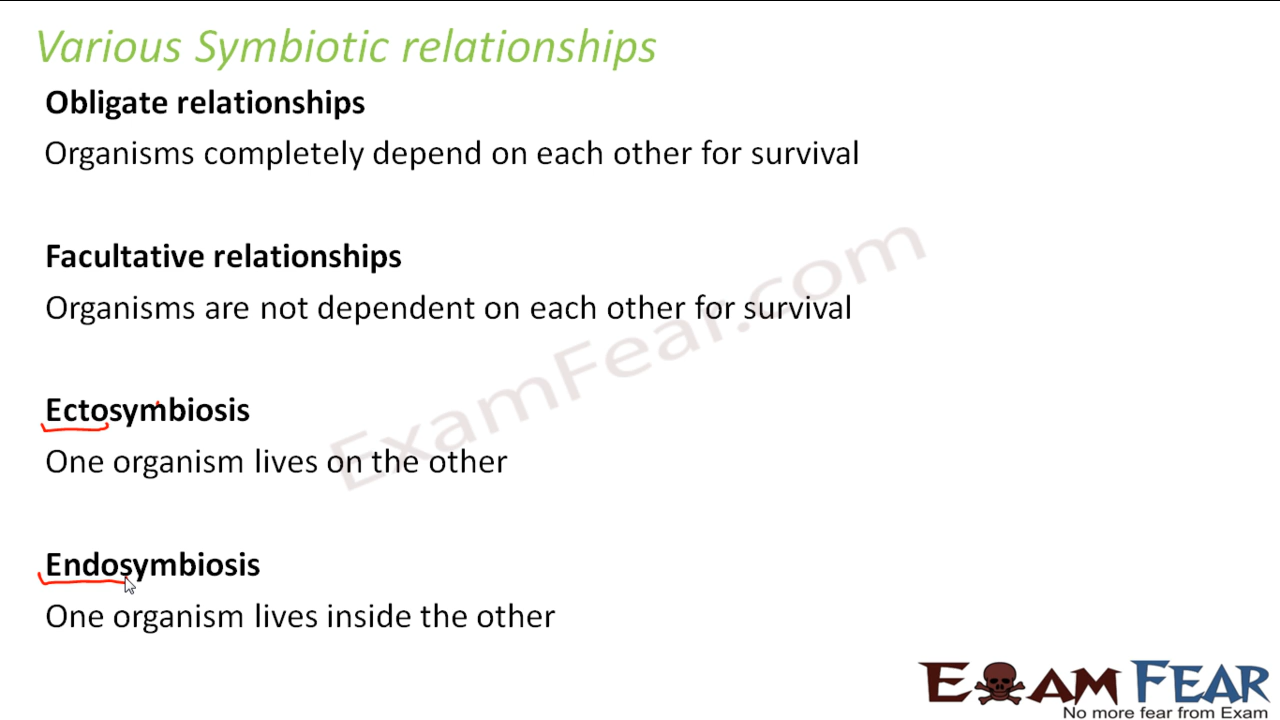 Various Symbiotic relationships
Obligate relationships
Organisms completely depend on each other for survival
Facultative relationships
Organisms are not dependent on each other for survival
ExamFear.com
Ectosymbiosis
One organism lives on the other
Endosymbiosis
One organism lives inside the other
EXAM FEAR
No more fear from Exam